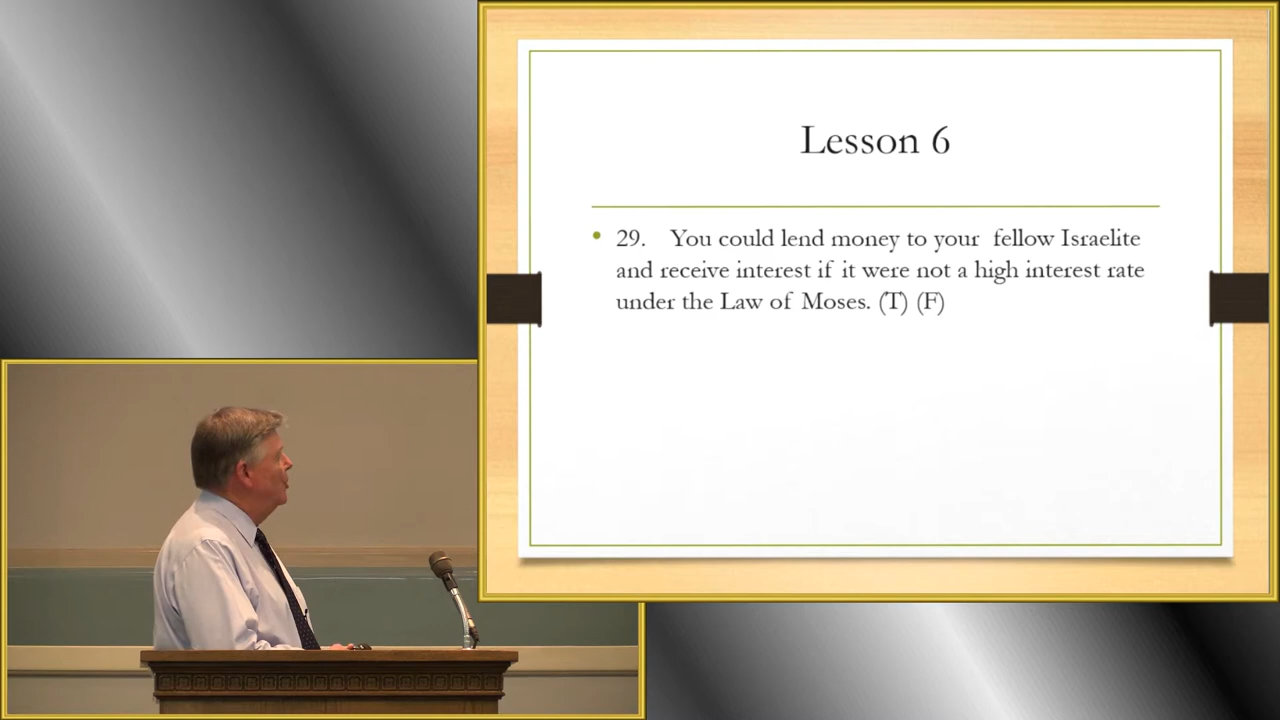 Lesson 6
• 29. You could lend money to your fellow Israelite
and receive interest if it were not a high interest rate
under the Law of Moses. (T) (F)